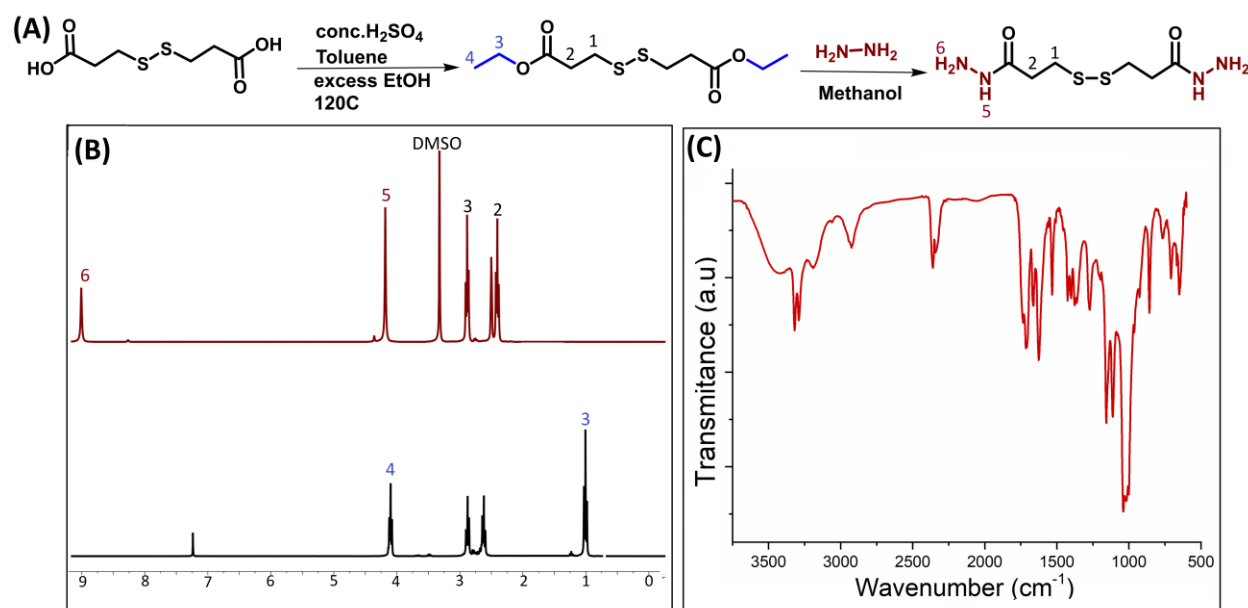 (A)
O
HO
S
S
OH
O
conc.H₂SO₄
Toluene
excess EtOH
120C
4
3
O
O
2
1
S
S
O
O
H₂N—NH₂
Methanol
6
H₂N
N
H
5
O
2
1
S
S
O
N
H
NH₂
(B)
6
5
DMSO
3
2
4
3
9 8 7 6 5 4 3 2 1 0
(C)
Transmitance (a.u)
3500 3000 2500 2000 1500 1000 500
Wavenumber (cm⁻¹)